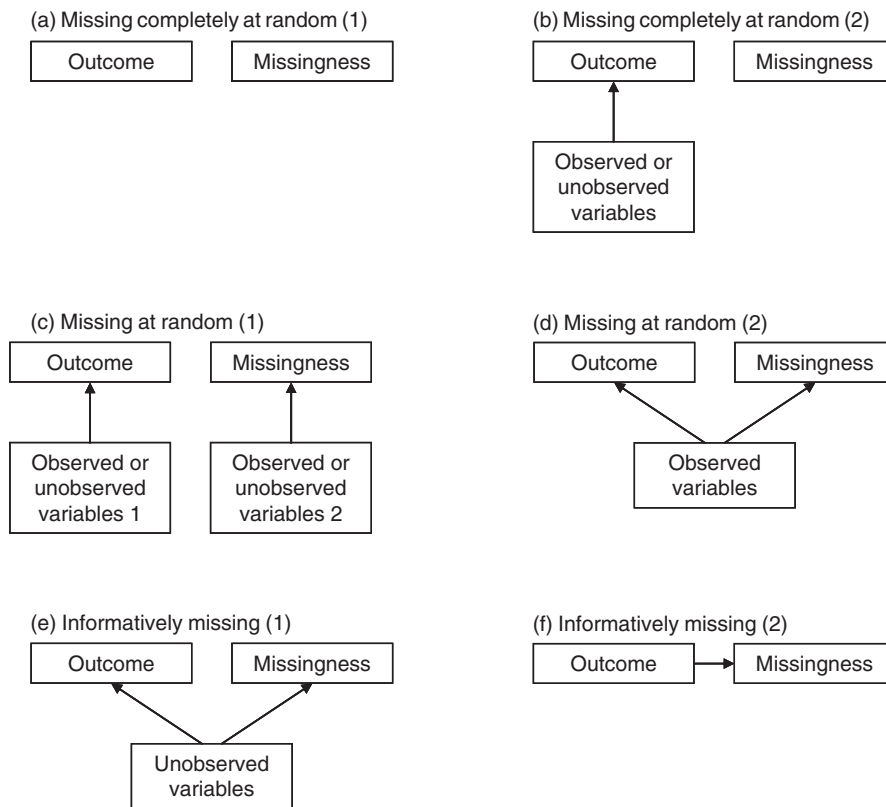 (a) Missing completely at random (1)
Outcome
Missingness
(b) Missing completely at random (2)
Outcome
Missingness
Observed or
unobserved
variables
(c) Missing at random (1)
Outcome
Missingness
Observed or
unobserved
variables 1
Observed or
unobserved
variables 2
(d) Missing at random (2)
Outcome
Missingness
Observed
variables
(e) Informatively missing (1)
Outcome
Missingness
Unobserved
variables
(f) Informatively missing (2)
Outcome
Missingness